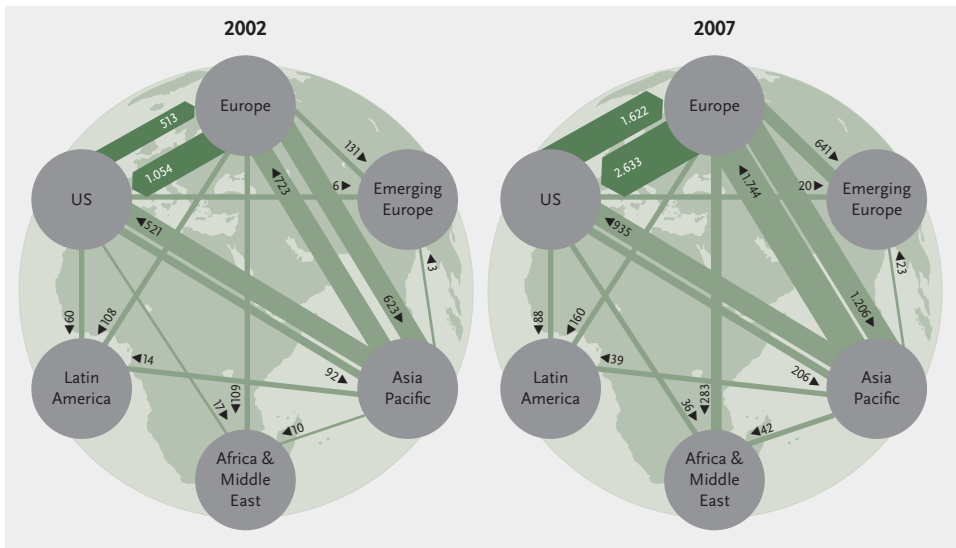 2002
Europe
513
1.054
US
131
6
Emerging
Europe
723
521
3
623
60
108
14
92
Latin
America
Asia
Pacific
17
109
10
Africa &
Middle
East
2007
Europe
1.622
2.633
US
641
20
Emerging
Europe
1.744
935
23
1.206
88
160
39
206
Latin
America
Asia
Pacific
36
283
42
Africa &
Middle
East